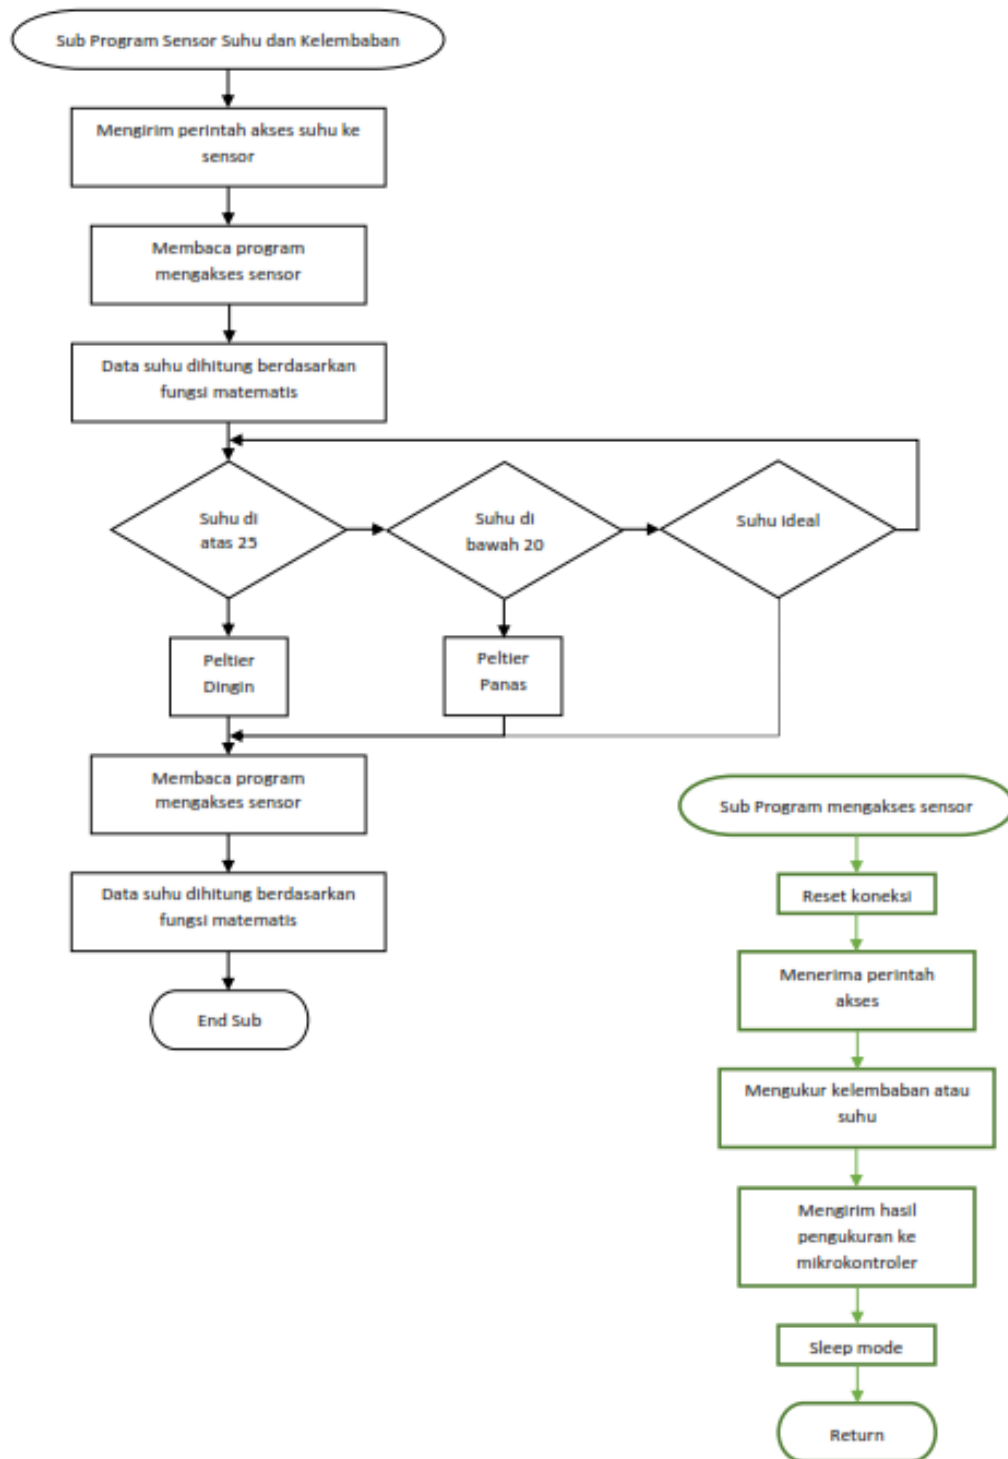 Sub Program Sensor Suhu dan Kelembaban
Mengirim perintah akses suhu ke
sensor
Membaca program
mengakses sensor
Data suhu dihitung berdasarkan
fungsi matematis
Suhu di
atas 25
Suhu di
bawah 20
Suhu Ideal
Peltier
Dingin
Peltier
Panas
Membaca program
mengakses sensor
Data suhu dihitung berdasarkan
fungsi matematis
End Sub
Sub Program mengakses sensor
Reset koneksi
Menerima perintah
akses
Mengukur kelembaban atau
suhu
Mengirim hasil
pengukuran ke
mikrokontroler
Sleep mode
Return